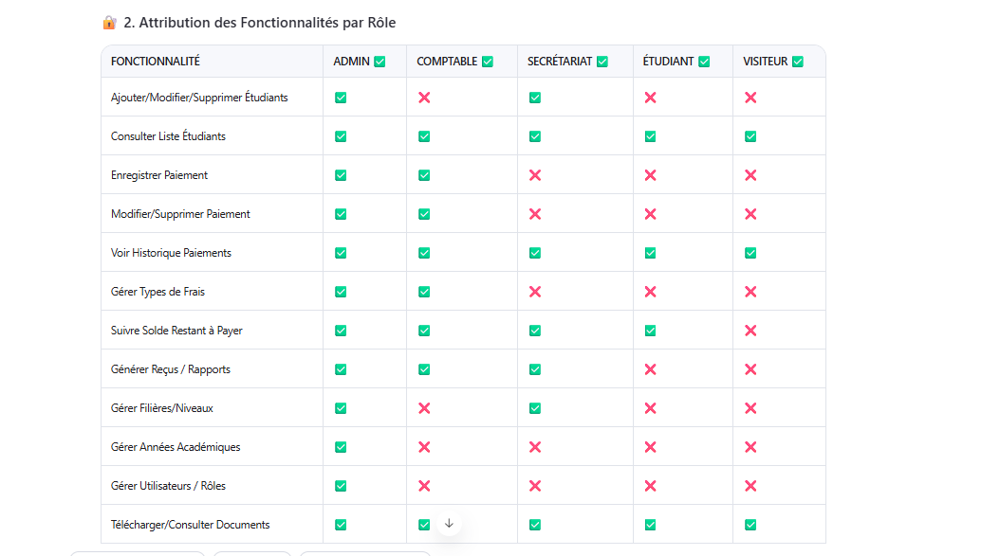 🔐 2. Attribution des Fonctionnalités par Rôle
FONCTIONNALITÉ ADMIN ✅ COMPTABLE ✅ SECRÉTARIAT ✅ ÉTUDIANT ✅ VISITEUR ✅
Ajouter/Modifier/Supprimer Étudiants ✅ ❌ ✅ ❌ ❌
Consulter Liste Étudiants ✅ ✅ ✅ ✅ ✅
Enregistrer Paiement ✅ ✅ ❌ ❌ ❌
Modifier/Supprimer Paiement ✅ ✅ ❌ ❌ ❌
Voir Historique Paiements ✅ ✅ ✅ ✅ ✅
Gérer Types de Frais ✅ ✅ ❌ ❌ ❌
Suivre Solde Restant à Payer ✅ ✅ ✅ ✅ ❌
Générer Reçus / Rapports ✅ ✅ ✅ ❌ ❌
Gérer Filières/Niveaux ✅ ❌ ✅ ❌ ❌
Gérer Années Académiques ✅ ❌ ❌ ❌ ❌
Gérer Utilisateurs / Rôles ✅ ❌ ❌ ❌ ❌
Télécharger/Consulter Documents ✅ ✅ ✅ ✅ ✅